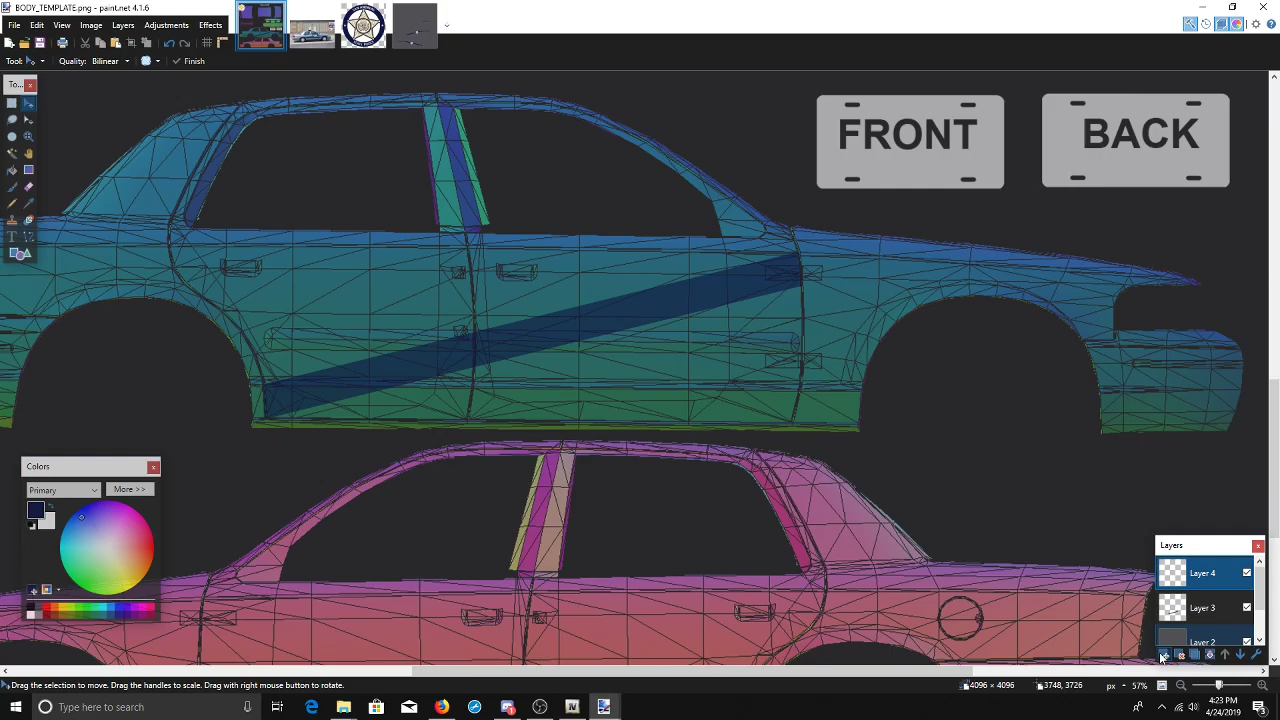 BODY_TEMPLATE.png - paint.net 4.1.6
File Edit View Image Layers Adjustments Effects
Tool: Quality: Bilinear Finish
To...
FRONT
BACK
Colors
Primary
More >>
Layers
Layer 4
Layer 3
Layer 2
Drag the selection to move. Drag the handles to scale. Drag with right mouse button to rotate.
4096 × 4096
3748, 3726
px
57%
Type here to search
4:23 PM
4/24/2019